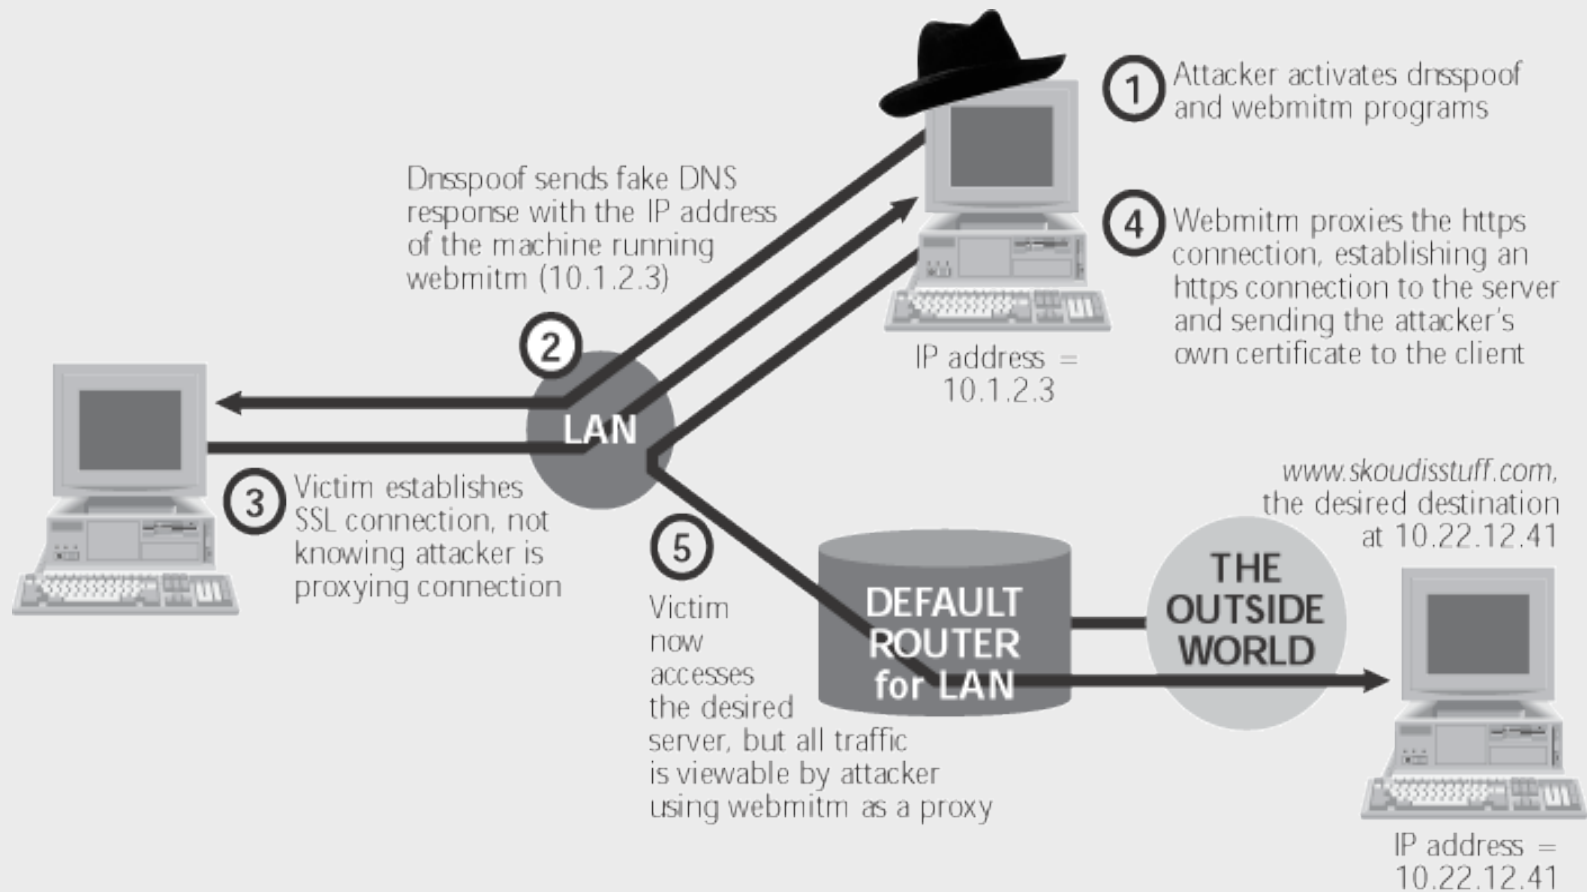 1
Attacker activates dnsspoof
and webmitm programs
Dnsspoof sends fake DNS
response with the IP address
of the machine running
webmitm (10.1.2.3)
2
4
Webmitm proxies the https
connection, establishing an
https connection to the server
and sending the attacker's
own certificate to the client
IP address =
10.1.2.3
LAN
3
Victim establishes
SSL connection, not
knowing attacker is
proxying connection
5
Victim
now
accesses
the desired
server, but all traffic
is viewable by attacker
using webmitm as a proxy
DEFAULT
ROUTER
for LAN
THE
OUTSIDE
WORLD
www.skoudisstuff.com,
the desired destination
at 10.22.12.41
IP address =
10.22.12.41